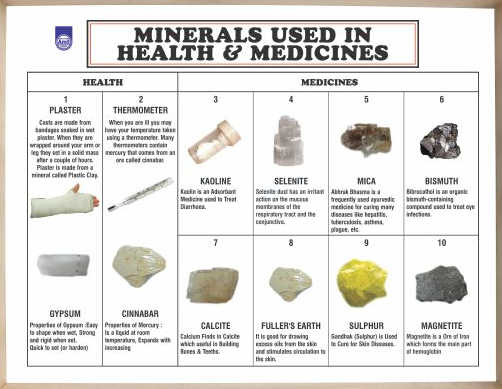 MINERALS USED IN
HEALTH & MEDICINES
HEALTH
MEDICINES
1
PLASTER
Casts are made from
bandages soaked in wet
plaster. When they are
wrapped around your arm or
leg they set in a solid mass
after a couple of hours.
Plaster is made from a
mineral called Plastic Clay.
2
THERMOMETER
When you are ill you may
have your temperature taken
using a thermometer. Many
thermometers contain
mercury that comes from an
ore called cinnabar.
3
KAOLINE
Kaolin is an Adsorbant
Medicine used to Treat
Diarrhoea.
4
SELENITE
Selenite dust has an irritant
action on the mucous
membranes of the
respiratory tract and the
conjunctiva.
5
MICA
Abhrak Bhasma is a
frequently used ayurvedic
medicine for curing many
diseases like hepatitis,
tuberculosis, asthma,
plague, etc.
6
BISMUTH
Bibrocathol is an organic
bismuth-containing
compound used to treat eye
infections.
GYPSUM
Properties of Gypsum :Easy
to shape when wet, Strong
and rigid when set.
Quick to set (or harden)
CINNABAR
Properties of Mercury :
Is a liquid at room
temperature, Expands with
increasing
7
CALCITE
Calcium Finds in Calcite
which useful in Building
Bones & Teeths.
8
FULLER'S EARTH
It is good for drawing
excess oils from the skin
and stimulates circulation to
the skin.
9
SULPHUR
Gandhak (Sulphur) is Used
to Cure for Skin Diseases.
10
MAGNETITE
Magnetite is a Ore of Iron
which forms the main part
of hemoglobin